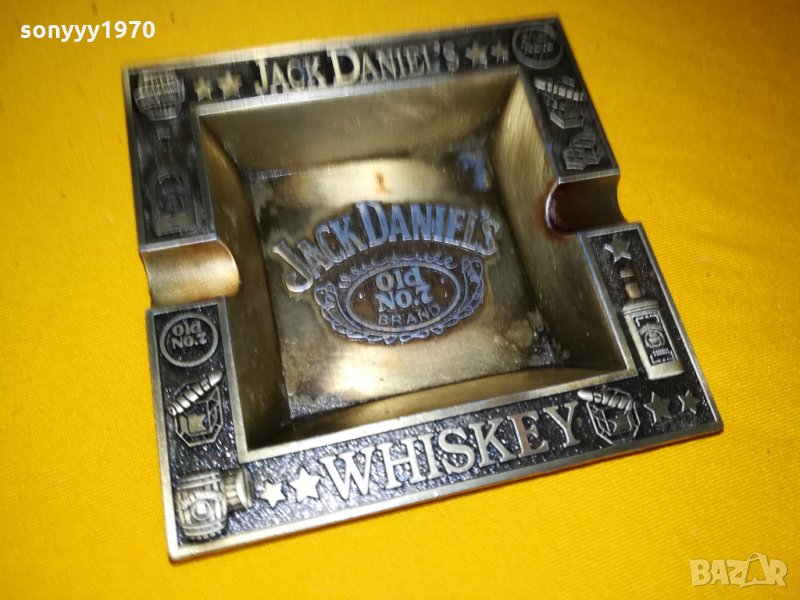 sonyyy1970
JACK DANIEL'S
JACK DANIEL'S
OLD
NO.7
BRAND
OLD
NO.7
WHISKEY
BAZAR